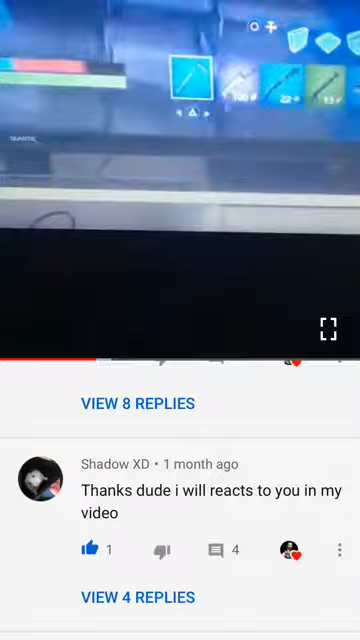 VIEW 8 REPLIES
Shadow XD • 1 month ago
Thanks dude i will reacts to you in my
video
1
4
VIEW 4 REPLIES